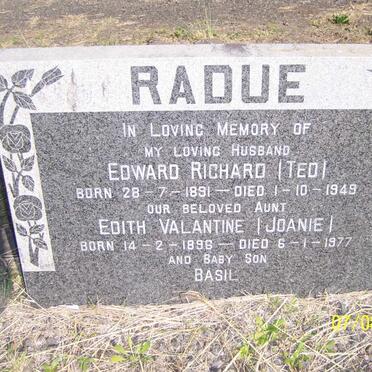 RADUE
IN LOVING MEMORY OF
MY LOVING HUSBAND
EDWARD RICHARD (TED)
BORN 28-7-1891 — DIED 1-10-1949
OUR BELOVED AUNT
EDITH VALANTINE (JOANIE)
BORN 14-2-1896 — DIED 6-1-1977
AND BABY SON
BASIL